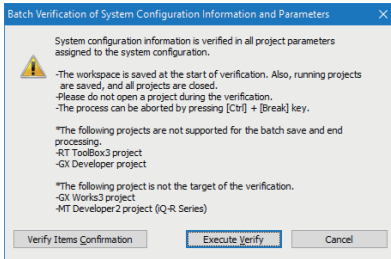 Batch Verification of System Configuration Information and Parameters
System configuration information is verified in all project parameters
assigned to the system configuration.
-The workspace is saved at the start of verification. Also, running projects
are saved, and all projects are closed.
-Please do not open a project during the verification.
-The process can be aborted by pressing [Ctrl] + [Break] key.
*The following projects are not supported for the batch save and end
processing.
-RT ToolBox3 project
-GX Developer project
*The following project is not the target of the verification.
-GX Works3 project
-MT Developer2 project (iQ-R Series)
Verify Items Confirmation Execute Verify Cancel